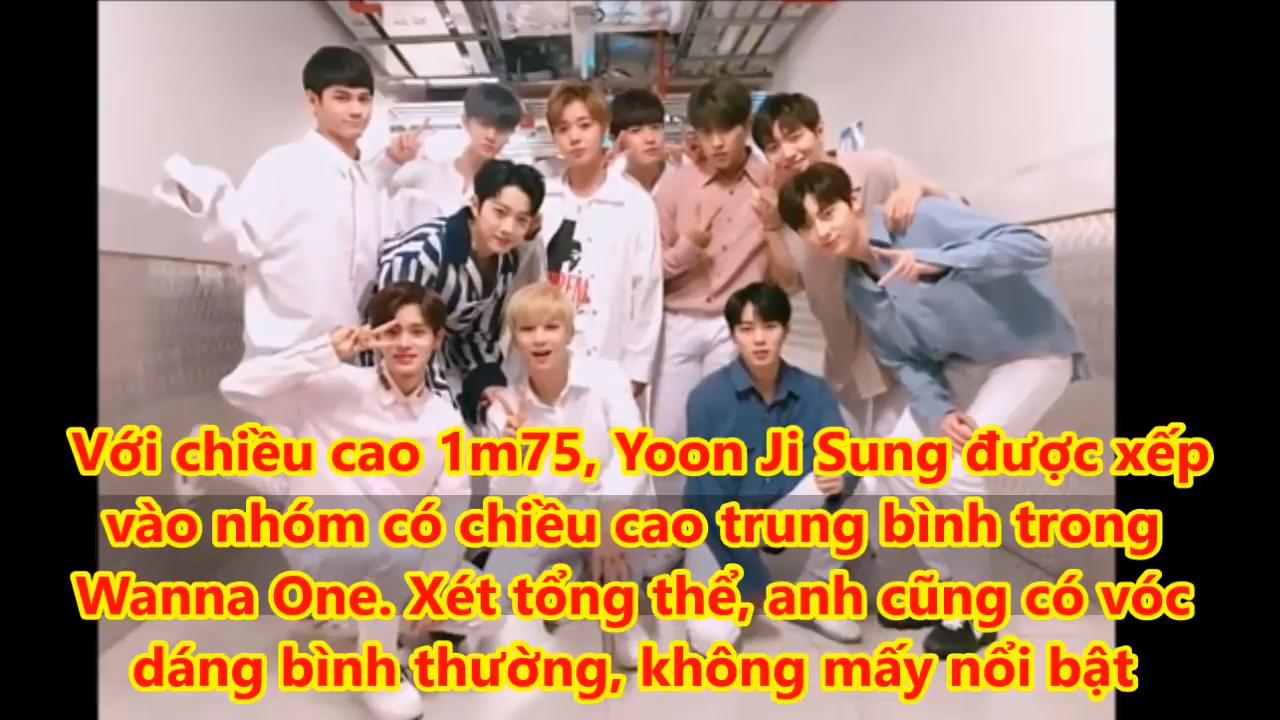 Với chiều cao 1m75, Yoon Ji Sung được xếp
vào nhóm có chiều cao trung bình trong
Wanna One. Xét tổng thể, anh cũng có vóc
dáng bình thường, không mấy nổi bật